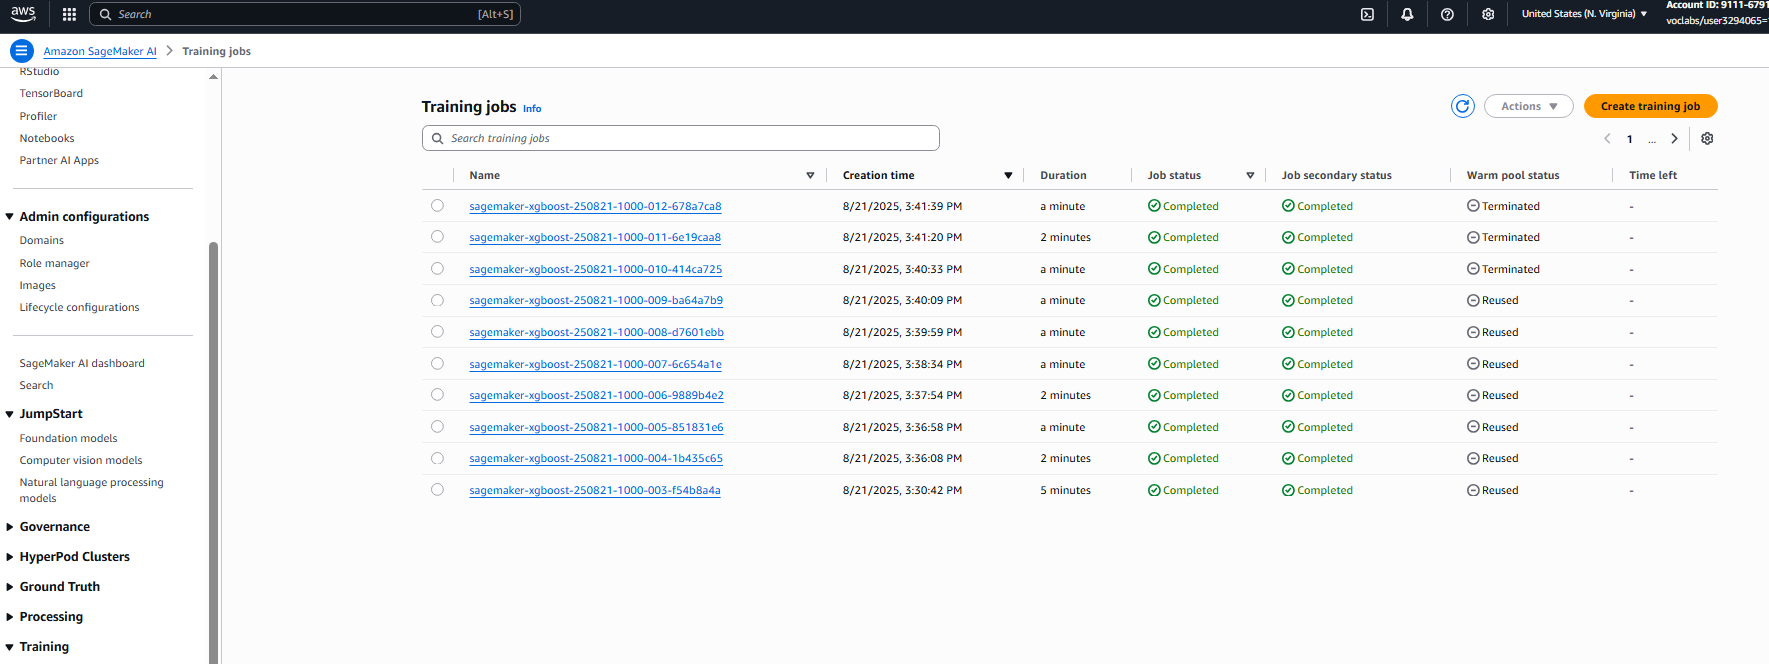 aws
Search [Alt+S]
United States (N. Virginia)
Account ID: 9111-6791
voclabs/user3294065=
Amazon SageMaker AI > Training jobs
RStudio
TensorBoard
Profiler
Notebooks
Partner AI Apps
Admin configurations
Domains
Role manager
Images
Lifecycle configurations
SageMaker AI dashboard
Search
JumpStart
Foundation models
Computer vision models
Natural language processing
models
Governance
HyperPod Clusters
Ground Truth
Processing
Training
Training jobs Info
Actions
Create training job
Search training jobs
1 ...
Name Creation time Duration Job status Job secondary status Warm pool status Time left
sagemaker-xgboost-250821-1000-012-678a7ca8 8/21/2025, 3:41:39 PM a minute Completed Completed Terminated -
sagemaker-xgboost-250821-1000-011-6e19caa8 8/21/2025, 3:41:20 PM 2 minutes Completed Completed Terminated -
sagemaker-xgboost-250821-1000-010-414ca725 8/21/2025, 3:40:33 PM a minute Completed Completed Terminated -
sagemaker-xgboost-250821-1000-009-ba64a7b9 8/21/2025, 3:40:09 PM a minute Completed Completed Reused -
sagemaker-xgboost-250821-1000-008-d7601ebb 8/21/2025, 3:39:59 PM a minute Completed Completed Reused -
sagemaker-xgboost-250821-1000-007-6c654a1e 8/21/2025, 3:38:34 PM a minute Completed Completed Reused -
sagemaker-xgboost-250821-1000-006-9889b4e2 8/21/2025, 3:37:54 PM 2 minutes Completed Completed Reused -
sagemaker-xgboost-250821-1000-005-851831e6 8/21/2025, 3:36:58 PM a minute Completed Completed Reused -
sagemaker-xgboost-250821-1000-004-1b435c65 8/21/2025, 3:36:08 PM 2 minutes Completed Completed Reused -
sagemaker-xgboost-250821-1000-003-f54b8a4a 8/21/2025, 3:30:42 PM 5 minutes Completed Completed Reused -